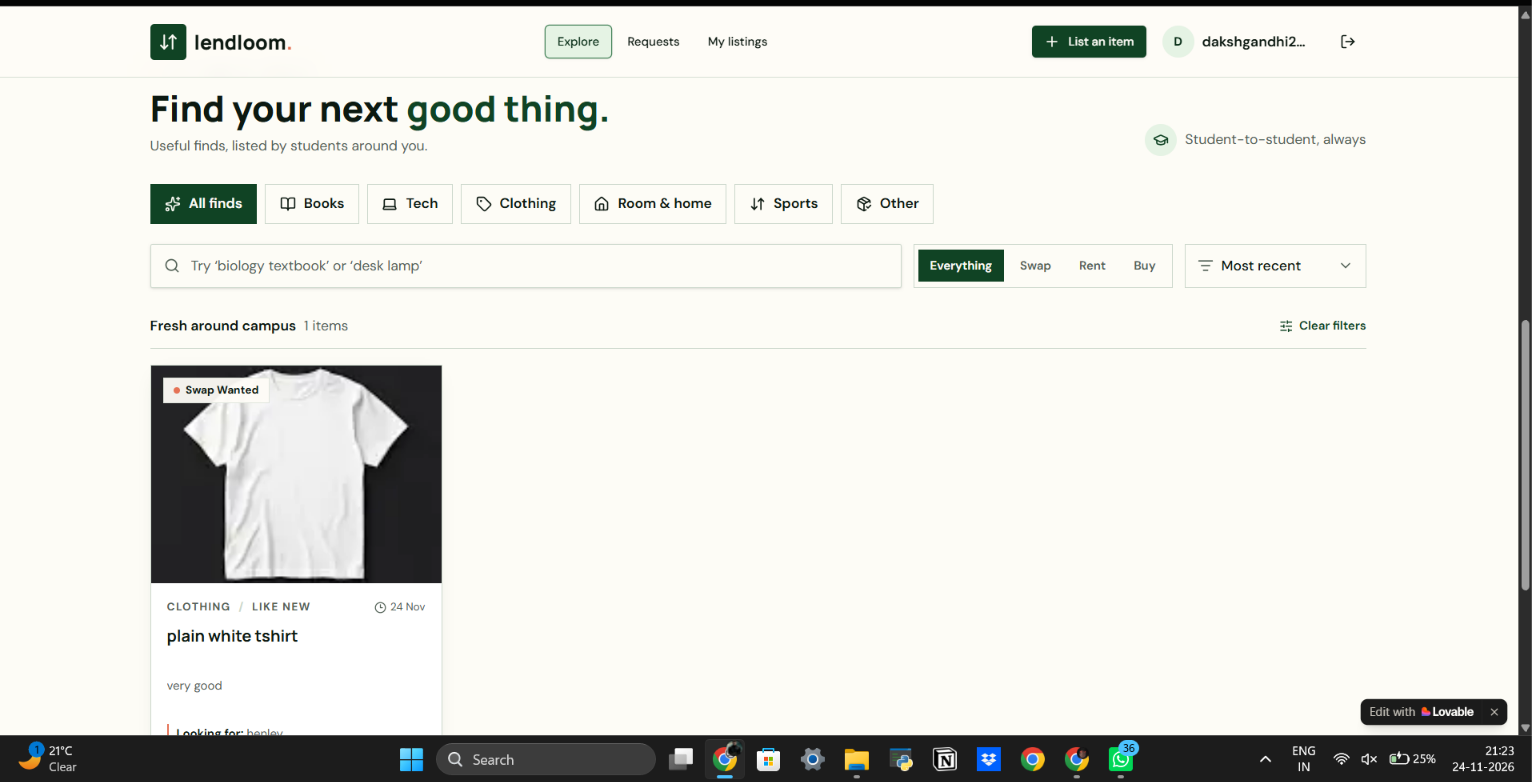 lendloom.
Explore
Requests
My listings
+ List an item
D
dakshgandhi2...
Find your next good thing.
Useful finds, listed by students around you.
Student-to-student, always
All finds
Books
Tech
Clothing
Room & home
Sports
Other
Try ‘biology textbook’ or ‘desk lamp’
Everything
Swap
Rent
Buy
Most recent
Fresh around campus 1 items
Clear filters
Swap Wanted
CLOTHING / LIKE NEW
24 Nov
plain white tshirt
very good
Looking for: henley
Edit with Lovable ×
1
21°C
Clear
Search
36
ENG
IN
25%
21:23
24-11-2026